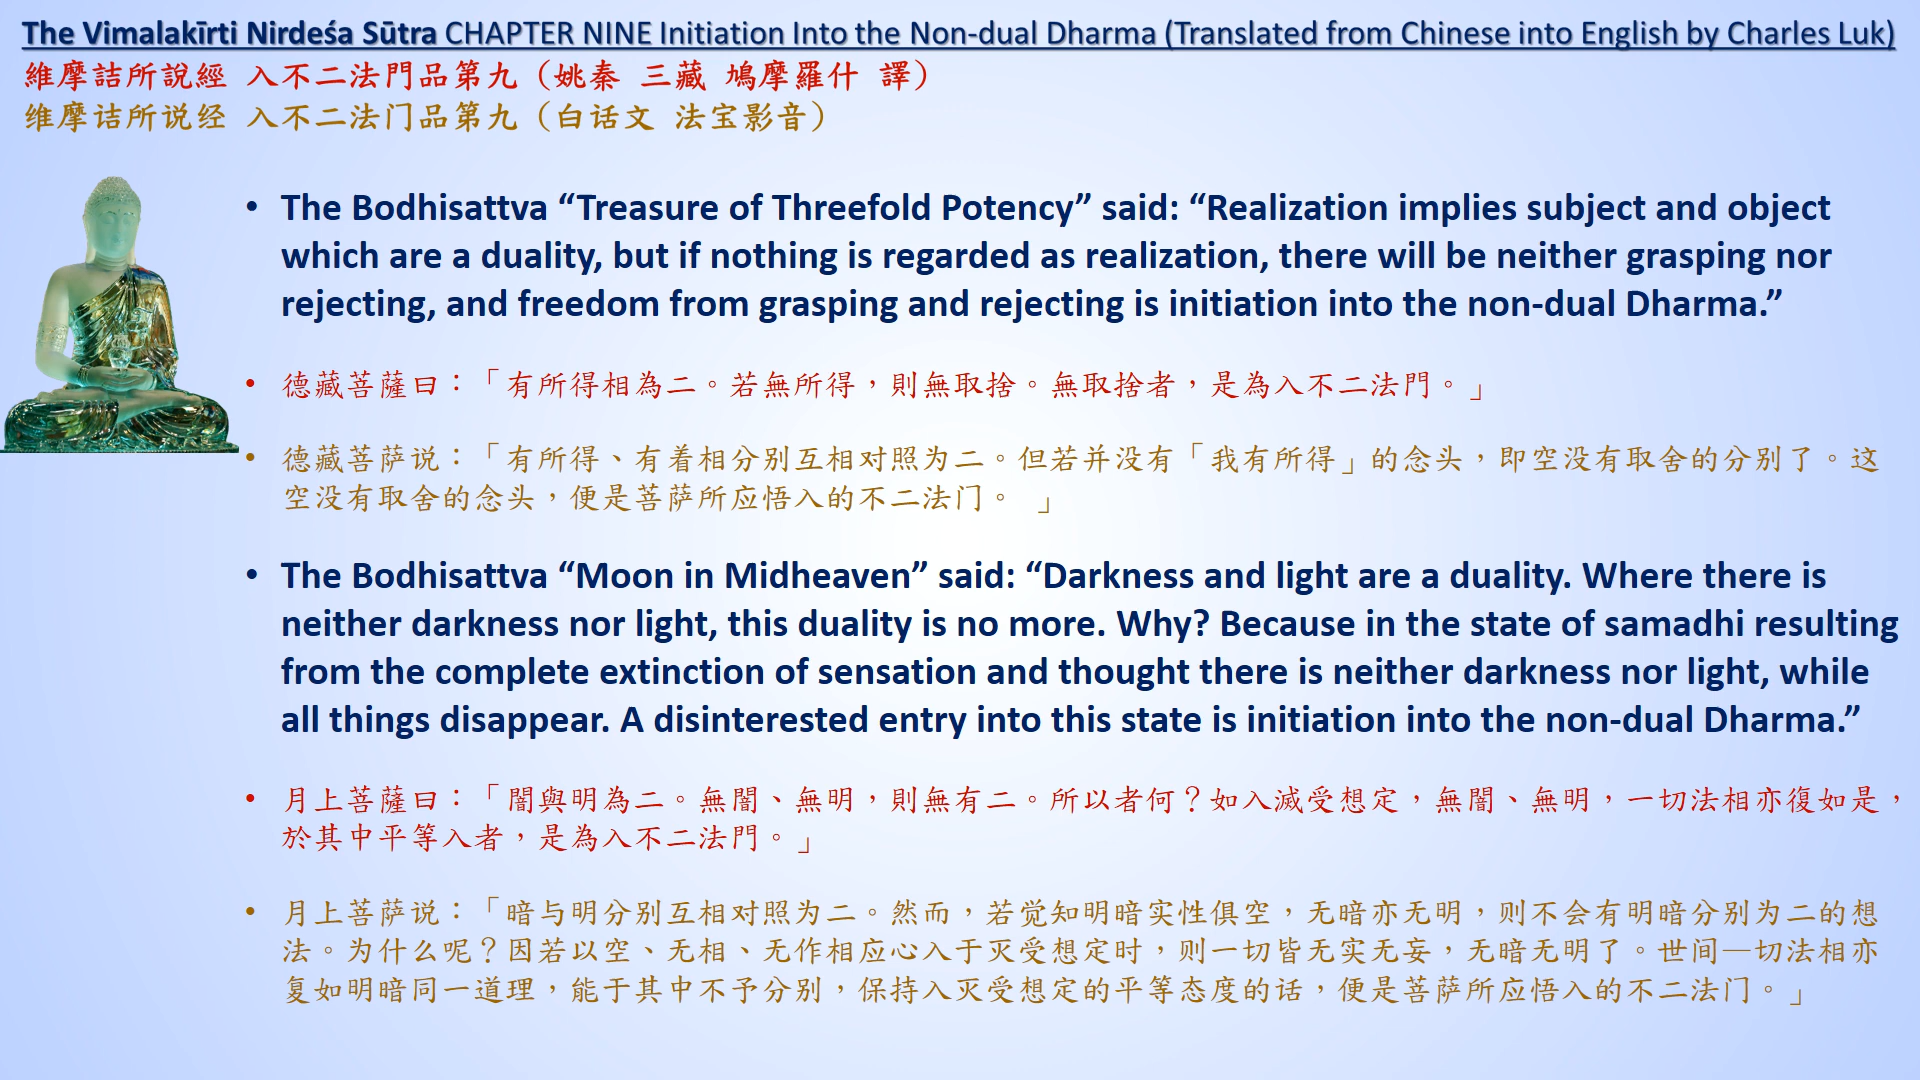 The Vimalakīrti Nirdeśa Sūtra CHAPTER NINE Initiation Into the Non-dual Dharma (Translated from Chinese into English by Charles Luk)
維摩詰所說經 入不二法門品第九（姚秦 三藏 鳩摩羅什 譯）
维摩诘所说经 入不二法门品第九（白话文 法宝影音）
• The Bodhisattva “Treasure of Threefold Potency” said: “Realization implies subject and object
which are a duality, but if nothing is regarded as realization, there will be neither grasping nor
rejecting, and freedom from grasping and rejecting is initiation into the non-dual Dharma.”
• 德藏菩薩曰：「有所得相為二。若無所得，則無取捨。無取捨者，是為入不二法門。」
• 德藏菩萨说：「有所得、有着相分别互相对照为二。但若并没有「我有所得」的念头，即空没有取舍的分别了。这
空没有取舍的念头，便是菩萨所应悟入的不二法门。 」
• The Bodhisattva “Moon in Midheaven” said: “Darkness and light are a duality. Where there is
neither darkness nor light, this duality is no more. Why? Because in the state of samadhi resulting
from the complete extinction of sensation and thought there is neither darkness nor light, while
all things disappear. A disinterested entry into this state is initiation into the non-dual Dharma.”
• 月上菩薩曰：「闇與明為二。無闇、無明，則無有二。所以者何？如入滅受想定，無闇、無明，一切法相亦復如是，
於其中平等入者，是為入不二法門。」
• 月上菩萨说：「暗与明分别互相对照为二。然而，若觉知明暗实性俱空，无暗亦无明，则不会有明暗分别为二的想
法。为什么呢？因若以空、无相、无作相应心入于灭受想定时，则一切皆无实无妄，无暗无明了。世间─切法相亦
复如明暗同一道理，能于其中不予分别，保持入灭受想定的平等态度的话，便是菩萨所应悟入的不二法门。」